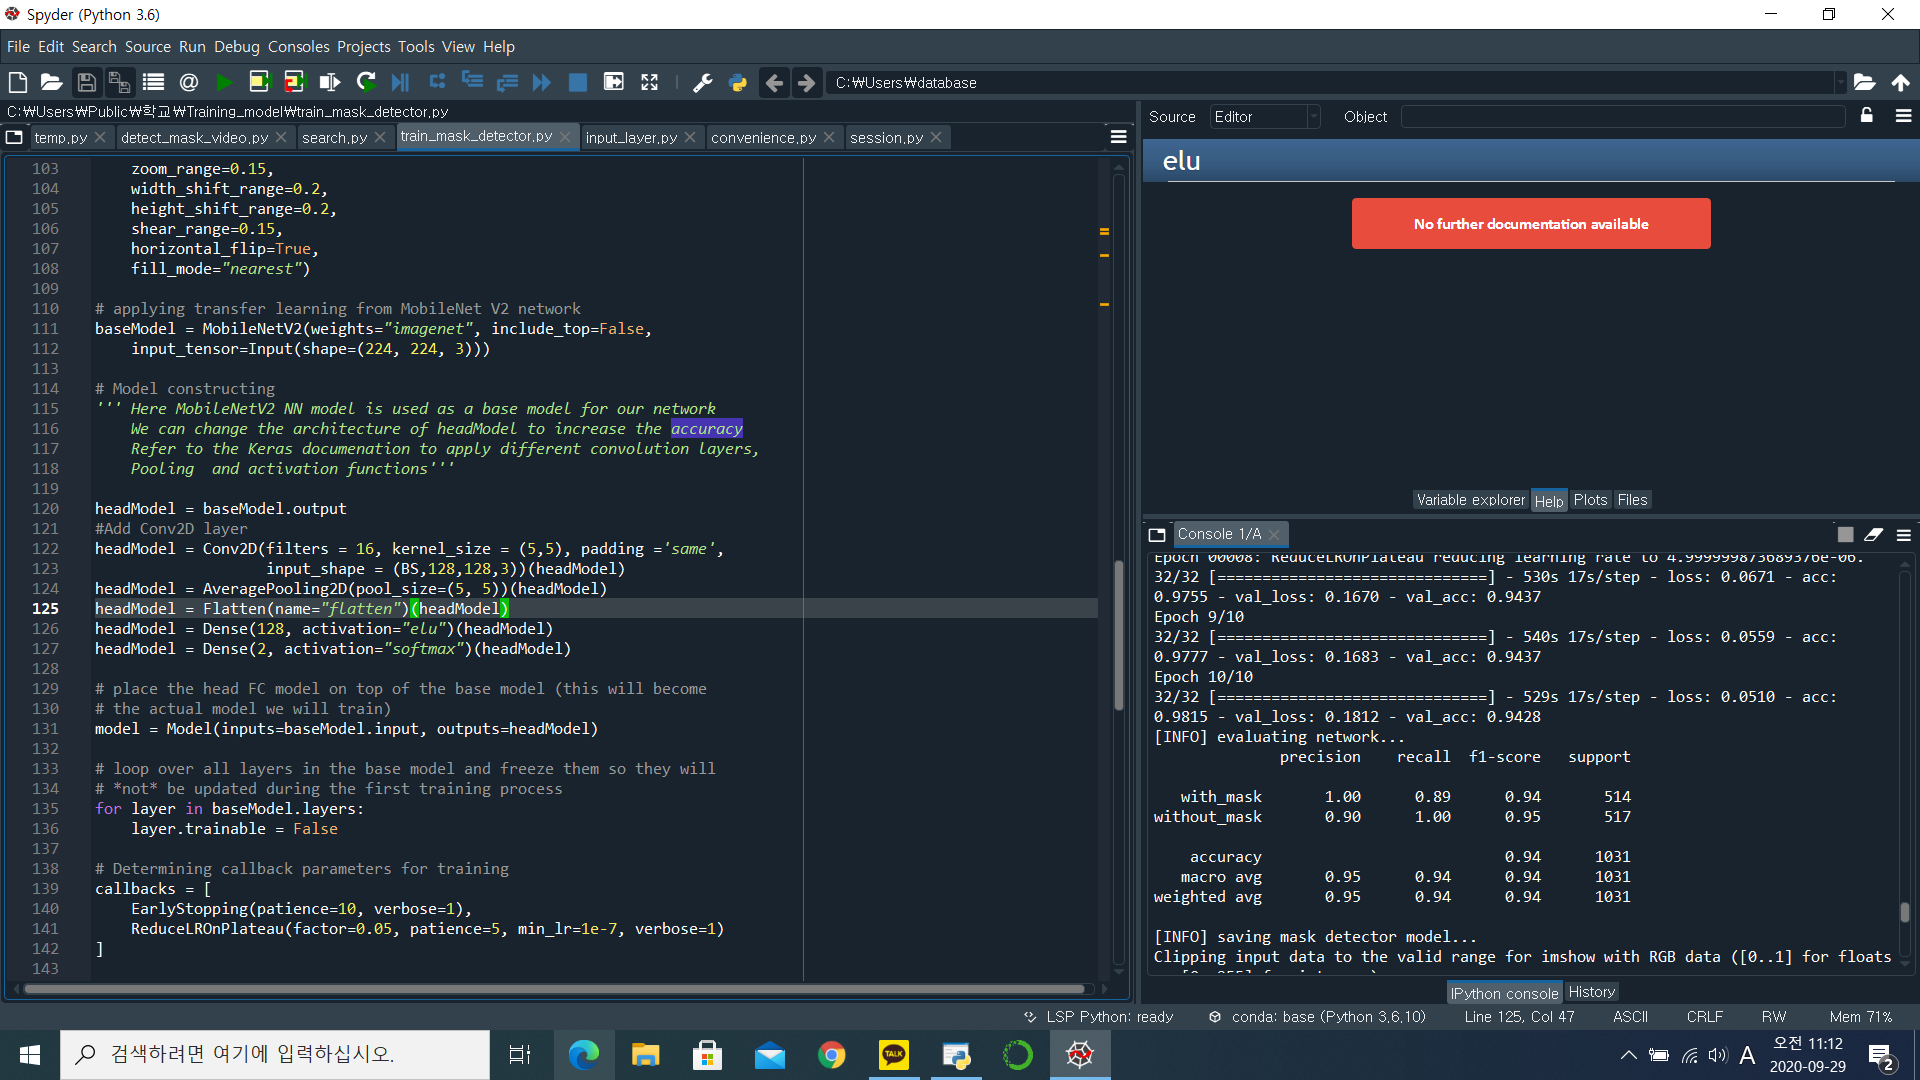 Spyder (Python 3.6)
File Edit Search Source Run Debug Consoles Projects Tools View Help
C:₩Users₩database
C:₩Users₩Public₩학교₩Training_model₩train_mask_detector.py
temp.py detect_mask_video.py search.py train_mask_detector.py input_layer.py convenience.py session.py
103 zoom_range=0.15,
104 width_shift_range=0.2,
105 height_shift_range=0.2,
106 shear_range=0.15,
107 horizontal_flip=True,
108 fill_mode="nearest")
109
110 # applying transfer learning from MobileNet V2 network
111 baseModel = MobileNetV2(weights="imagenet", include_top=False,
112 input_tensor=Input(shape=(224, 224, 3)))
113
114 # Model constructing
115 ''' Here MobileNetV2 NN model is used as a base model for our network
116 We can change the architecture of headModel to increase the accuracy
117 Refer to the Keras documenation to apply different convolution layers,
118 Pooling  and activation functions'''
119
120 headModel = baseModel.output
121 #Add Conv2D layer
122 headModel = Conv2D(filters = 16, kernel_size = (5,5), padding ='same',
123 input_shape = (BS,128,128,3))(headModel)
124 headModel = AveragePooling2D(pool_size=(5, 5))(headModel)
125 headModel = Flatten(name="flatten")(headModel)
126 headModel = Dense(128, activation="elu")(headModel)
127 headModel = Dense(2, activation="softmax")(headModel)
128
129 # place the head FC model on top of the base model (this will become
130 # the actual model we will train)
131 model = Model(inputs=baseModel.input, outputs=headModel)
132
133 # loop over all layers in the base model and freeze them so they will
134 # *not* be updated during the first training process
135 for layer in baseModel.layers:
136 layer.trainable = False
137
138 # Determining callback parameters for training
139 callbacks = [
140 EarlyStopping(patience=10, verbose=1),
141 ReduceLROnPlateau(factor=0.05, patience=5, min_lr=1e-7, verbose=1)
142 ]
143
Source Editor Object
elu
No further documentation available
Variable explorer Help Plots Files
Console 1/A
Epoch 00008: ReduceLROnPlateau reducing learning rate to 4.999999873689376e-06.
32/32 [==============================] - 530s 17s/step - loss: 0.0671 - acc:
0.9755 - val_loss: 0.1670 - val_acc: 0.9437
Epoch 9/10
32/32 [==============================] - 540s 17s/step - loss: 0.0559 - acc:
0.9777 - val_loss: 0.1683 - val_acc: 0.9437
Epoch 10/10
32/32 [==============================] - 529s 17s/step - loss: 0.0510 - acc:
0.9815 - val_loss: 0.1812 - val_acc: 0.9428
[INFO] evaluating network...
precision recall f1-score support
with_mask 1.00 0.89 0.94 514
without_mask 0.90 1.00 0.95 517
accuracy 0.94 1031
macro avg 0.95 0.94 0.94 1031
weighted avg 0.95 0.94 0.94 1031
[INFO] saving mask detector model...
Clipping input data to the valid range for imshow with RGB data ([0..1] for floats
IPython console History
LSP Python: ready conda: base (Python 3.6.10) Line 125, Col 47 ASCII CRLF RW Mem 71%
검색하려면 여기에 입력하십시오.
TALK
A
오전 11:12
2020-09-29
2